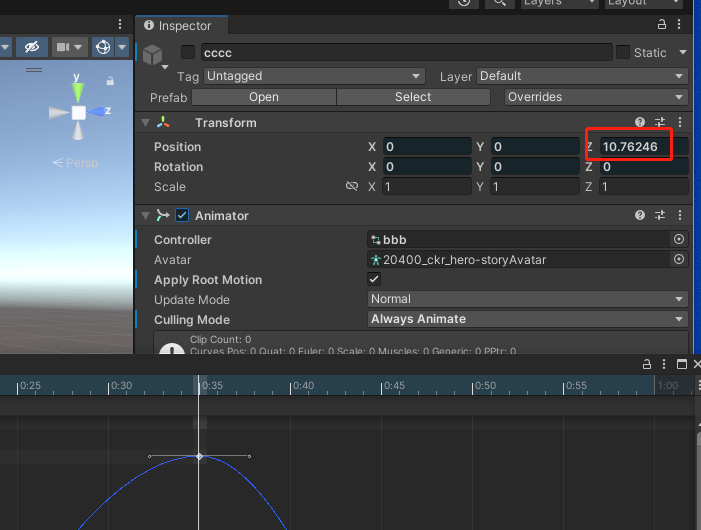 Layers
Layout
Inspector
cccc
Static
Tag Untagged Layer Default
Prefab Open Select Overrides
Transform
Position X 0 Y 0 Z 10.76246
Rotation X 0 Y 0 Z 0
Scale X 1 Y 1 Z 1
y
z
Persp
Animator
Controller bbb
Avatar 20400_ckr_hero-storyAvatar
Apply Root Motion
Update Mode Normal
Culling Mode Always Animate
Clip Count: 0
Curves Pos: 0 Quat: 0 Euler: 0 Scale: 0 Muscles: 0 Generic: 0 PPtr: 0
0:25 0:30 0:35 0:40 0:45 0:50 0:55 1:00